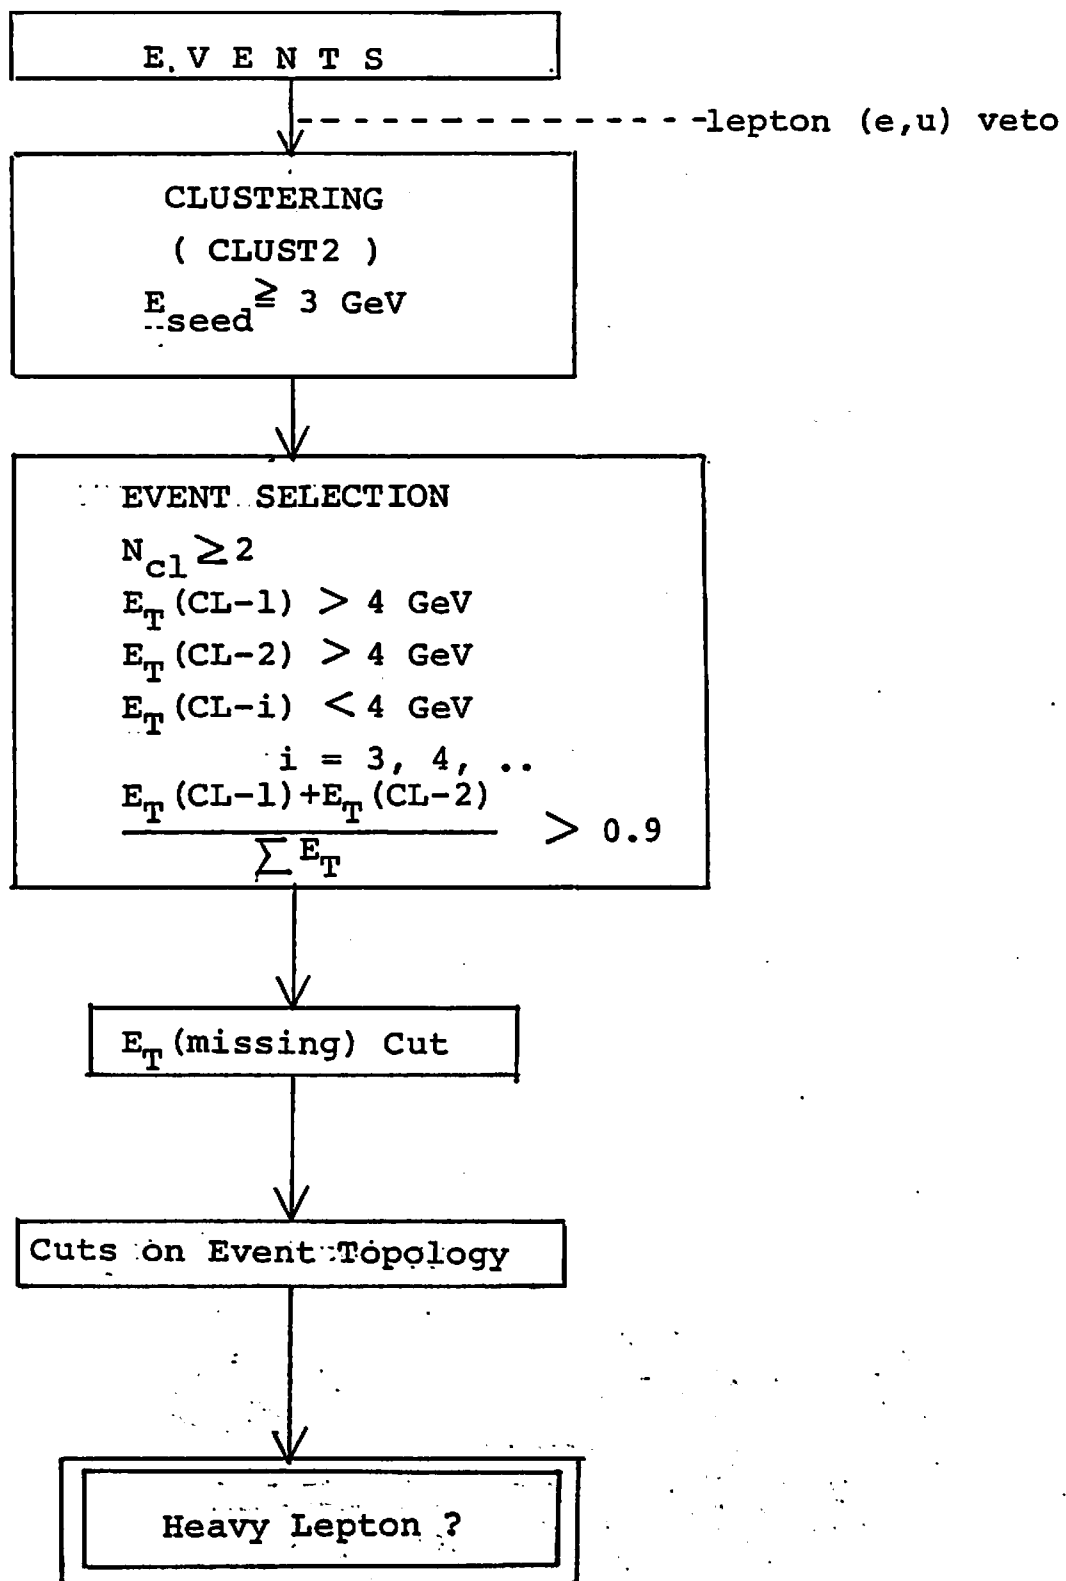 E V E N T S
lepton (e,u) veto
CLUSTERING
( CLUST2 )
E_seed ≧ 3 GeV
EVENT SELECTION
N_cl ≥ 2
E_T (CL-1) > 4 GeV
E_T (CL-2) > 4 GeV
E_T (CL-i) < 4 GeV
i = 3, 4, ..
E_T (CL-1)+E_T (CL-2)
> 0.9
∑ E_T
E_T (missing) Cut
Cuts on Event Topology
Heavy Lepton ?